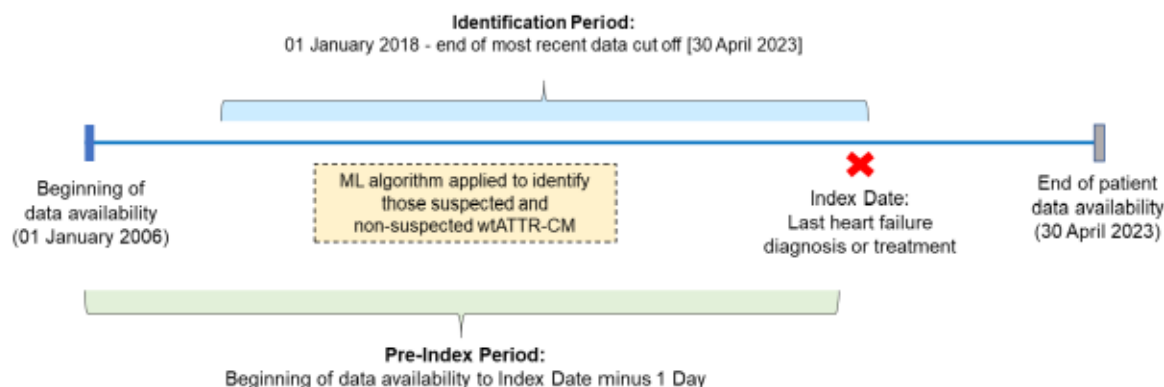 Identification Period:
01 January 2018 - end of most recent data cut off [30 April 2023]
Beginning of
data availability
(01 January 2006)
ML algorithm applied to identify
those suspected and
non-suspected wtATTR-CM
Index Date:
Last heart failure
diagnosis or treatment
End of patient
data availability
(30 April 2023)
Pre-Index Period:
Beginning of data availability to Index Date minus 1 Day